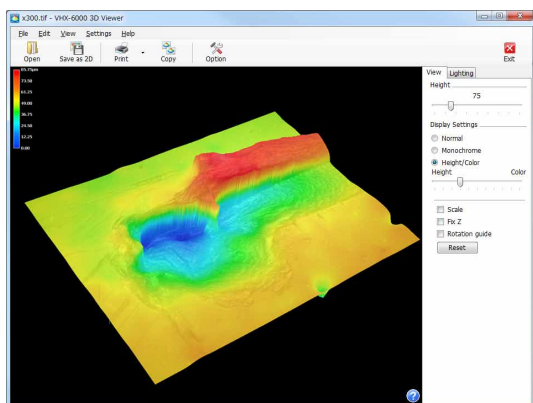 x300.tif - VHX-6000 3D Viewer
File Edit View Settings Help
Open Save as 2D Print Copy Option Exit
85.75μm
73.50
61.25
49.00
36.75
24.50
12.25
0.00
View Lighting
Height
75
Display Settings
Normal
Monochrome
Height/Color
Height Color
Scale
Fix Z
Rotation guide
Reset
?